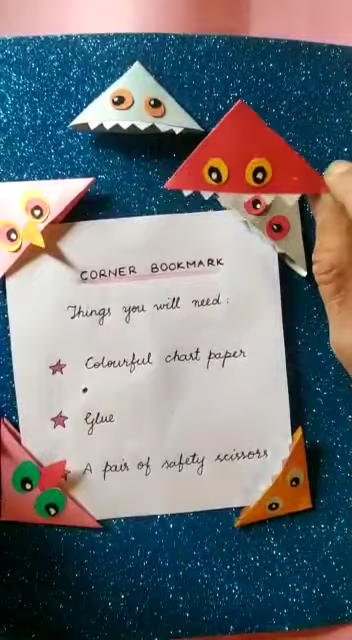 CORNER BOOKMARK
Things you will need:
Colourful chart paper
Glue
A pair of safety scissors